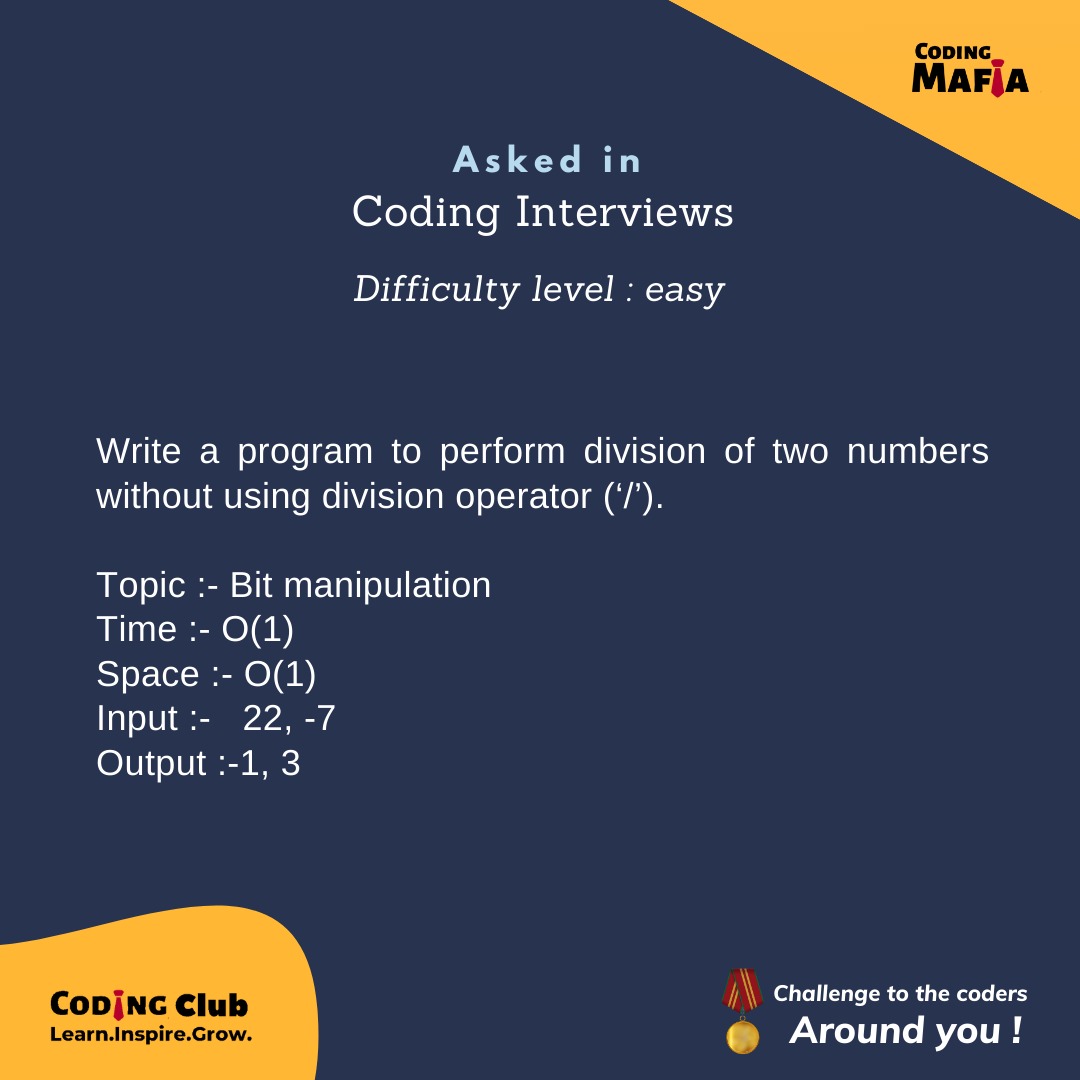 CODING
MAFIA
Asked in
Coding Interviews
Difficulty level : easy
Write a program to perform division of two numbers
without using division operator (‘/’).
Topic :- Bit manipulation
Time :- O(1)
Space :- O(1)
Input :-   22, -7
Output :-1, 3
CODING Club
Learn.Inspire.Grow.
Challenge to the coders
Around you !